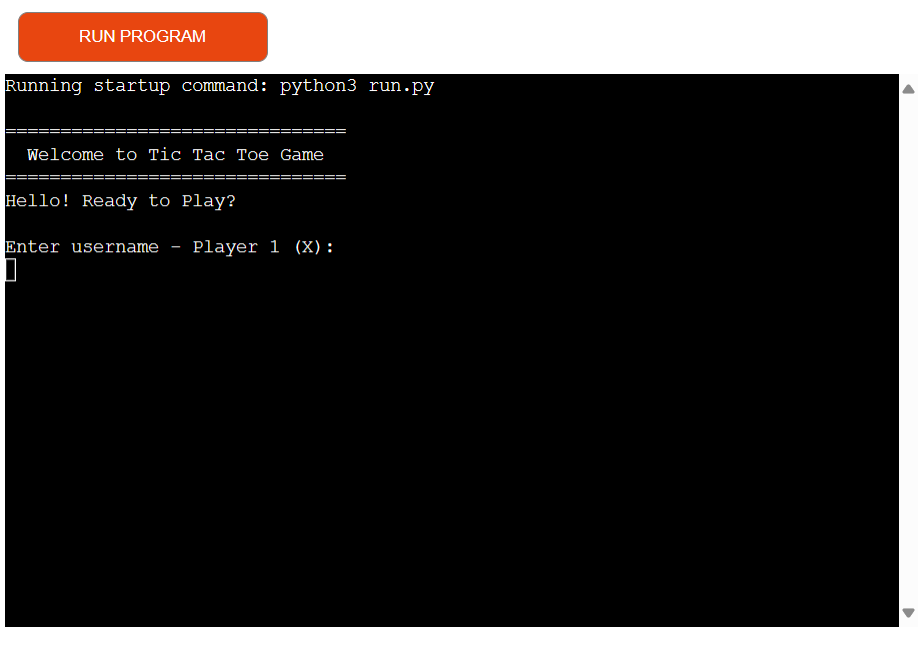 RUN PROGRAM
Running startup command: python3 run.py
===============================
  Welcome to Tic Tac Toe Game
===============================
Hello! Ready to Play?
Enter username - Player 1 (X):